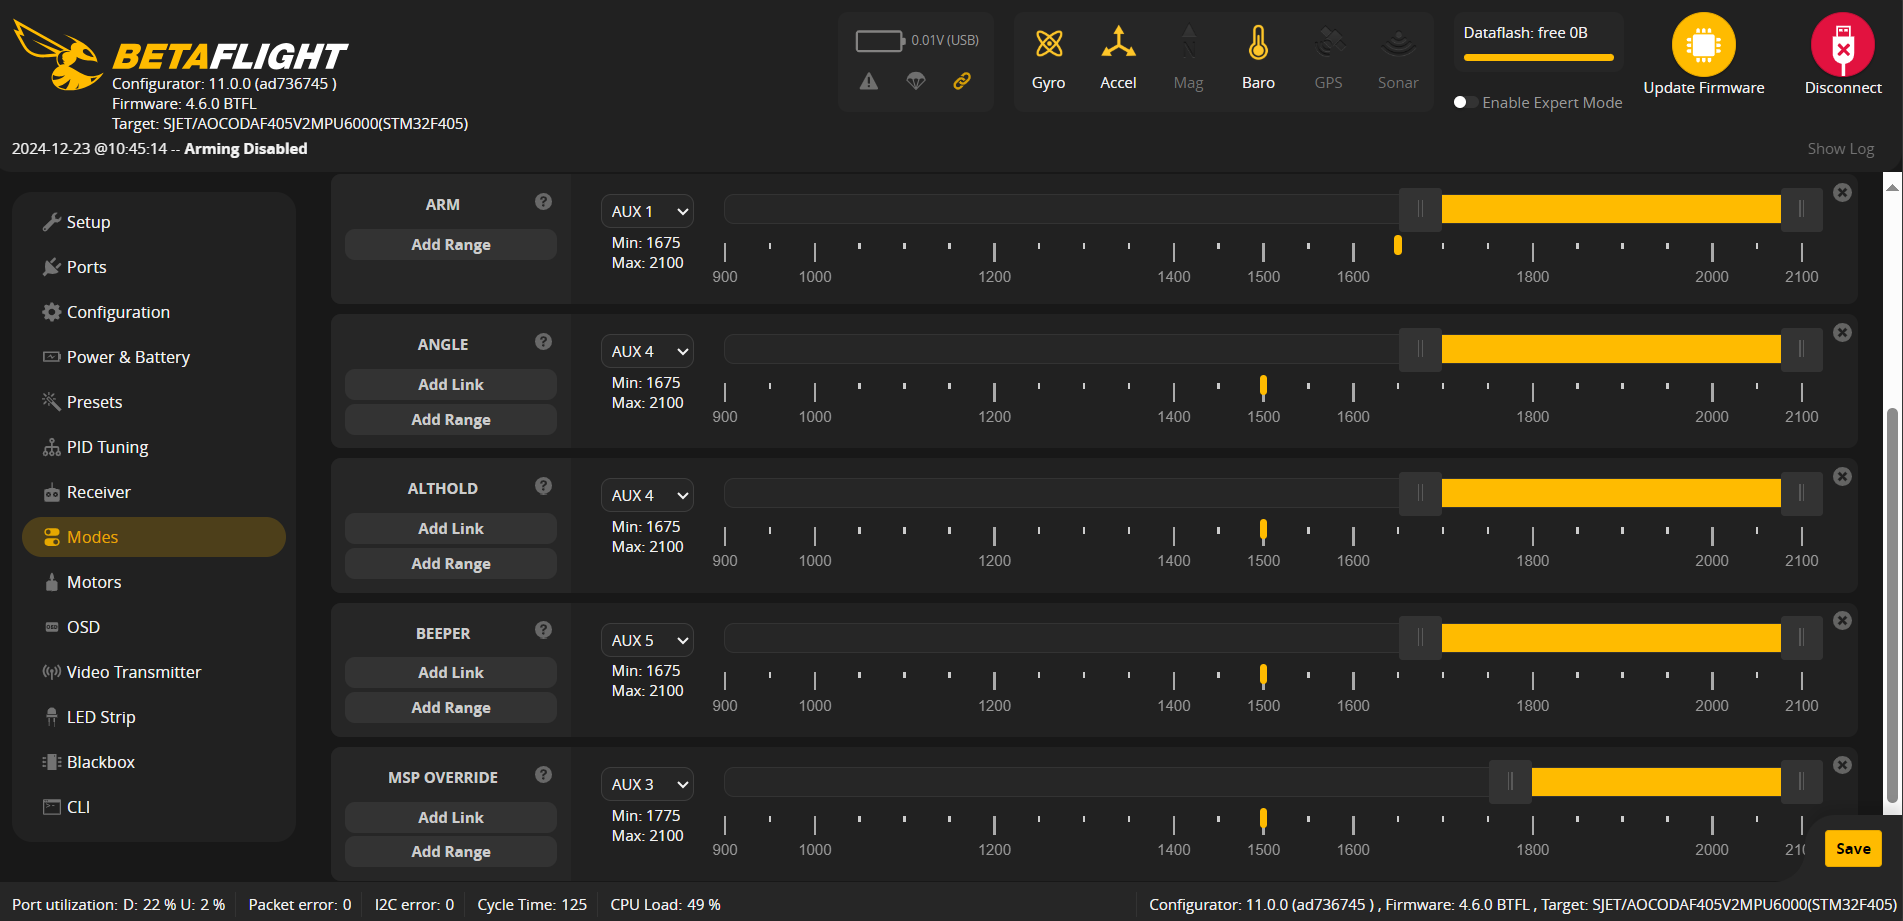 BETAFLIGHT
Configurator: 11.0.0 (ad736745 )
Firmware: 4.6.0 BTFL
Target: SJET/AOCODAF405V2MPU6000(STM32F405)
2024-12-23 @10:45:14 -- Arming Disabled
0.01V (USB)
Gyro Accel Mag Baro GPS Sonar
Dataflash: free 0B
Enable Expert Mode
Update Firmware
Disconnect
Show Log
Setup
Ports
Configuration
Power & Battery
Presets
PID Tuning
Receiver
Modes
Motors
OSD
Video Transmitter
LED Strip
Blackbox
CLI
ARM ?
Add Range
AUX 1
Min: 1675
Max: 2100
900 1000 1200 1400 1500 1600 1800 2000 2100
ANGLE ?
Add Link
Add Range
AUX 4
Min: 1675
Max: 2100
900 1000 1200 1400 1500 1600 1800 2000 2100
ALTHOLD ?
Add Link
Add Range
AUX 4
Min: 1675
Max: 2100
900 1000 1200 1400 1500 1600 1800 2000 2100
BEEPER ?
Add Link
Add Range
AUX 5
Min: 1675
Max: 2100
900 1000 1200 1400 1500 1600 1800 2000 2100
MSP OVERRIDE ?
Add Link
Add Range
AUX 3
Min: 1775
Max: 2100
900 1000 1200 1400 1500 1600 1800 2000
Save
Port utilization: D: 22 % U: 2 % Packet error: 0 I2C error: 0 Cycle Time: 125 CPU Load: 49 %
Configurator: 11.0.0 (ad736745 ) , Firmware: 4.6.0 BTFL , Target: SJET/AOCODAF405V2MPU6000(STM32F405)